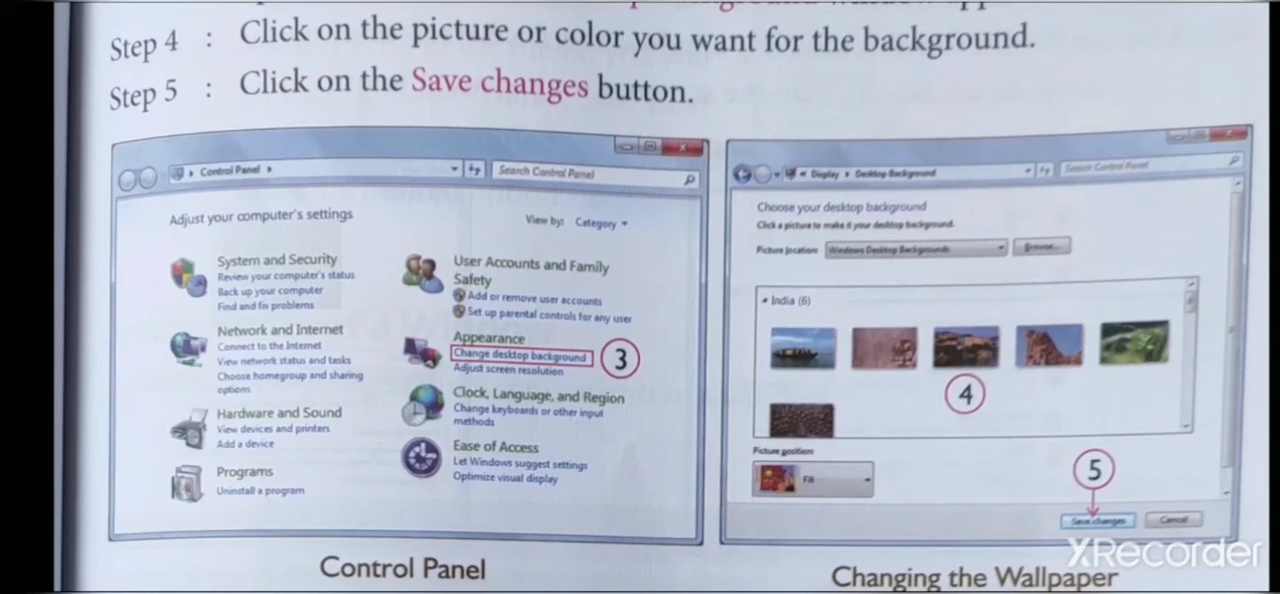 Step 4 : Click on the picture or color you want for the background.
Step 5 : Click on the Save changes button.
Control Panel
Search Control Panel
Adjust your computer's settings
View by: Category
System and Security
Review your computer's status
Back up your computer
Find and fix problems
Network and Internet
Connect to the Internet
View network status and tasks
Choose homegroup and sharing
options
Hardware and Sound
View devices and printers
Add a device
Programs
Uninstall a program
User Accounts and Family
Safety
Add or remove user accounts
Set up parental controls for any user
Appearance
Change desktop background
3
Adjust screen resolution
Clock, Language, and Region
Change keyboards or other input
methods
Ease of Access
Let Windows suggest settings
Optimize visual display
Control Panel
« Display Desktop Background
Search Control Panel
Choose your desktop background
Click a picture to make it your desktop background.
Picture location: Windows Desktop Backgrounds Browse...
India (6)
4
Picture position:
Fill
5
Save changes Cancel
Changing the Wallpaper
XRecorder